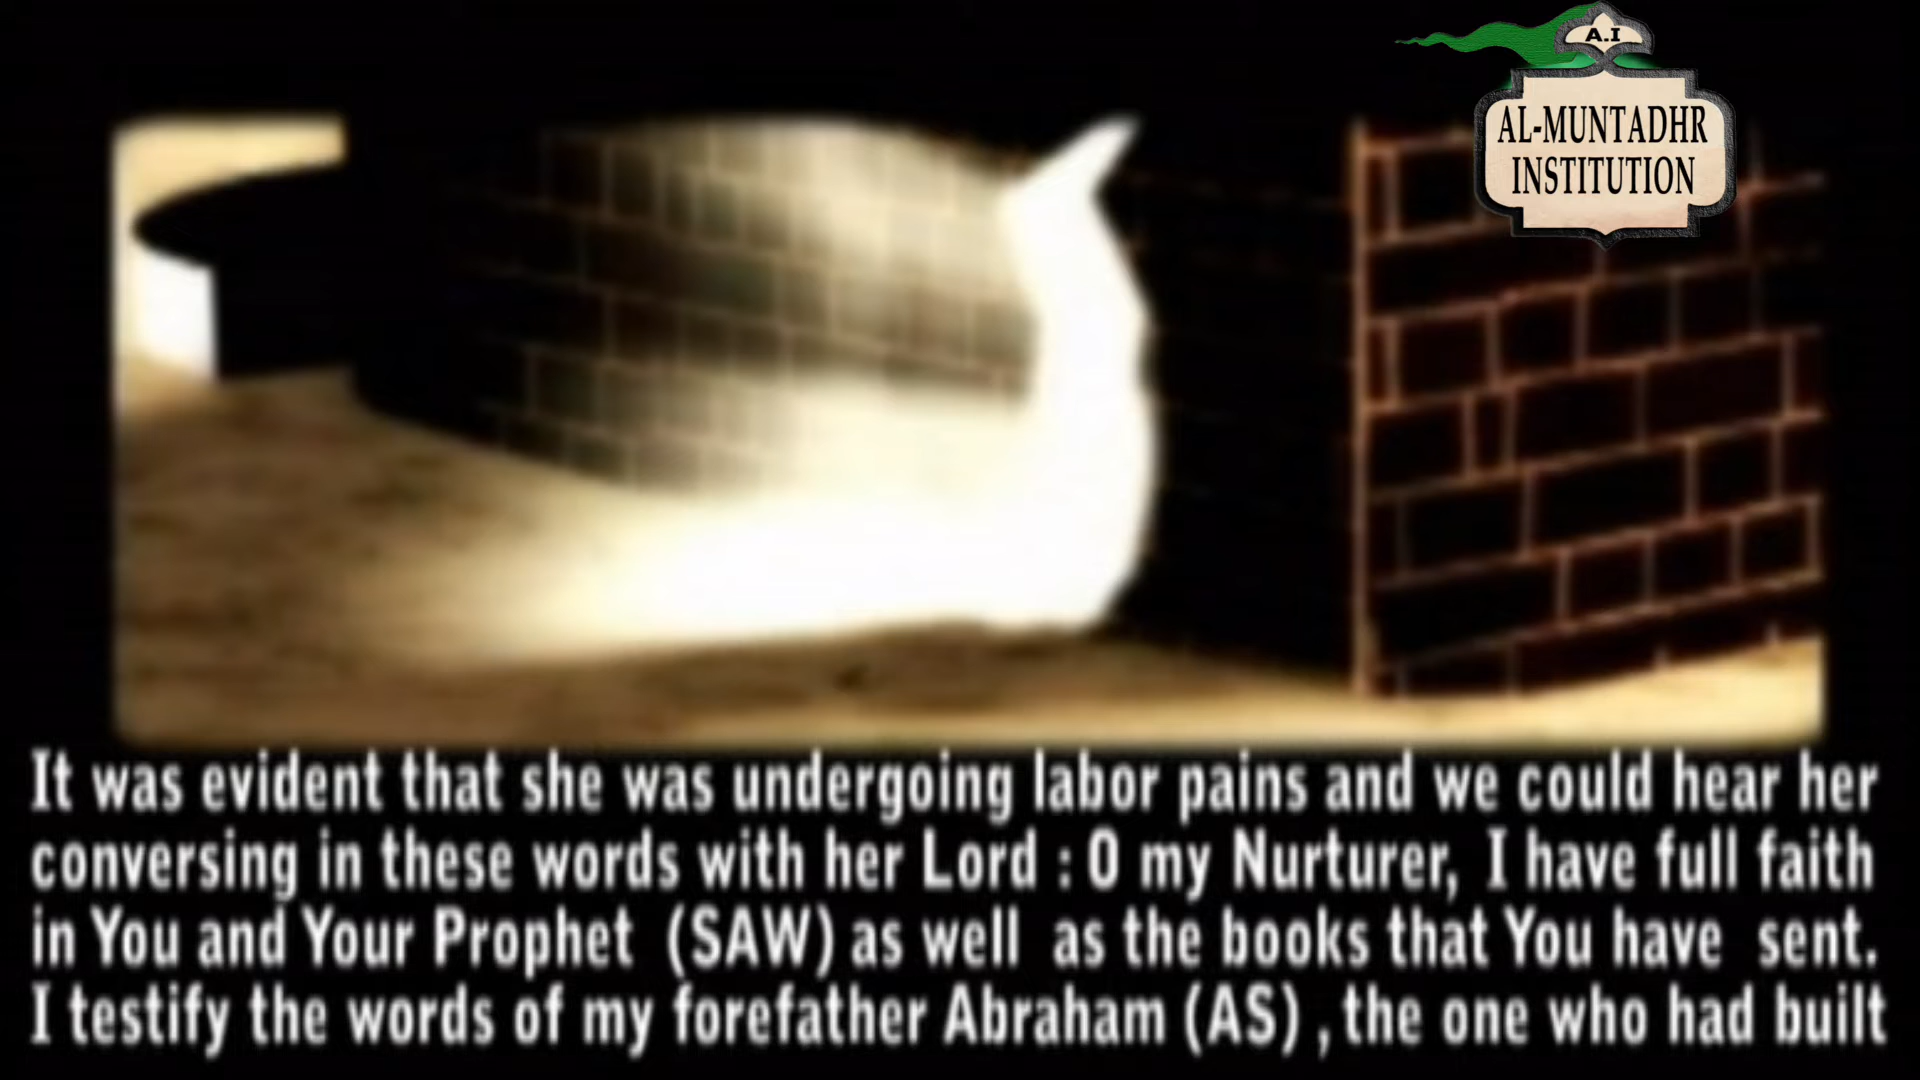 A.I
AL-MUNTADHR
INSTITUTION
It was evident that she was undergoing labor pains and we could hear her
conversing in these words with her Lord : O my Nurturer, I have full faith
in You and Your Prophet (SAW) as well as the books that You have sent.
I testify the words of my forefather Abraham (AS) , the one who had built